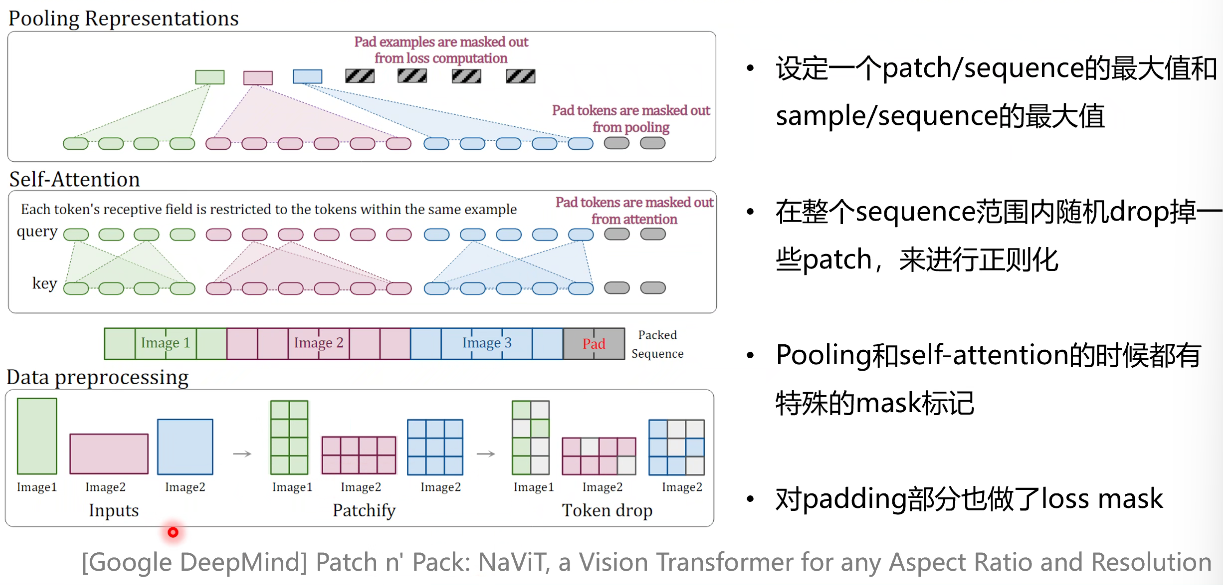 Pooling Representations
Pad examples are masked out
from loss computation
Pad tokens are masked out
from pooling
Self-Attention
Each token's receptive field is restricted to the tokens within the same example
Pad tokens are masked out
from attention
query
key
Image 1
Image 2
Image 3
Pad
Packed
Sequence
Data preprocessing
Image1
Image2
Image2
Image1
Image2
Image2
Image1
Image2
Image2
Inputs
Patchify
Token drop
• 设定一个patch/sequence的最大值和
sample/sequence的最大值
• 在整个sequence范围内随机drop掉一
些patch，来进行正则化
• Pooling和self-attention的时候都有
特殊的mask标记
• 对padding部分也做了loss mask
[Google DeepMind] Patch n' Pack: NaViT, a Vision Transformer for any Aspect Ratio and Resolution